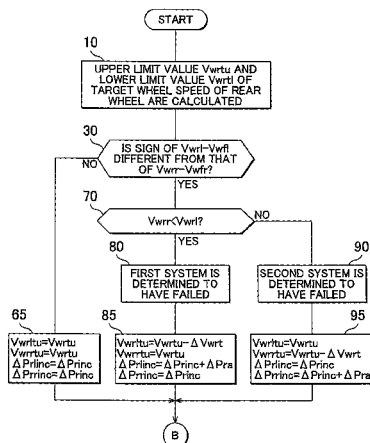 START
10
UPPER LIMIT VALUE Vwrtu AND
LOWER LIMIT VALUE Vwrtl OF
TARGET WHEEL SPEED OF REAR
WHEEL ARE CALCULATED
30
IS SIGN OF Vwrl-Vwfl
DIFFERENT FROM THAT
OF Vwrr-Vwfr?
NO
YES
70
Vwrr<Vwrl?
NO
YES
80
FIRST SYSTEM IS
DETERMINED TO
HAVE FAILED
90
SECOND SYSTEM IS
DETERMINED TO
HAVE FAILED
65
Vwrltu=Vwrtu
Vwrrtu=Vwrtu
ΔPrlinc=ΔPrinc
ΔPrrinc=ΔPrinc
85
Vwrltu=Vwrtu-ΔVwrt
Vwrrtu=Vwrtu
ΔPrlinc=ΔPrinc+ΔPra
ΔPrrinc=ΔPrinc
95
Vwrltu=Vwrtu
Vwrrtu=Vwrtu-ΔVwrt
ΔPrlinc=ΔPrinc
ΔPrrinc=ΔPrinc+ΔPra
B